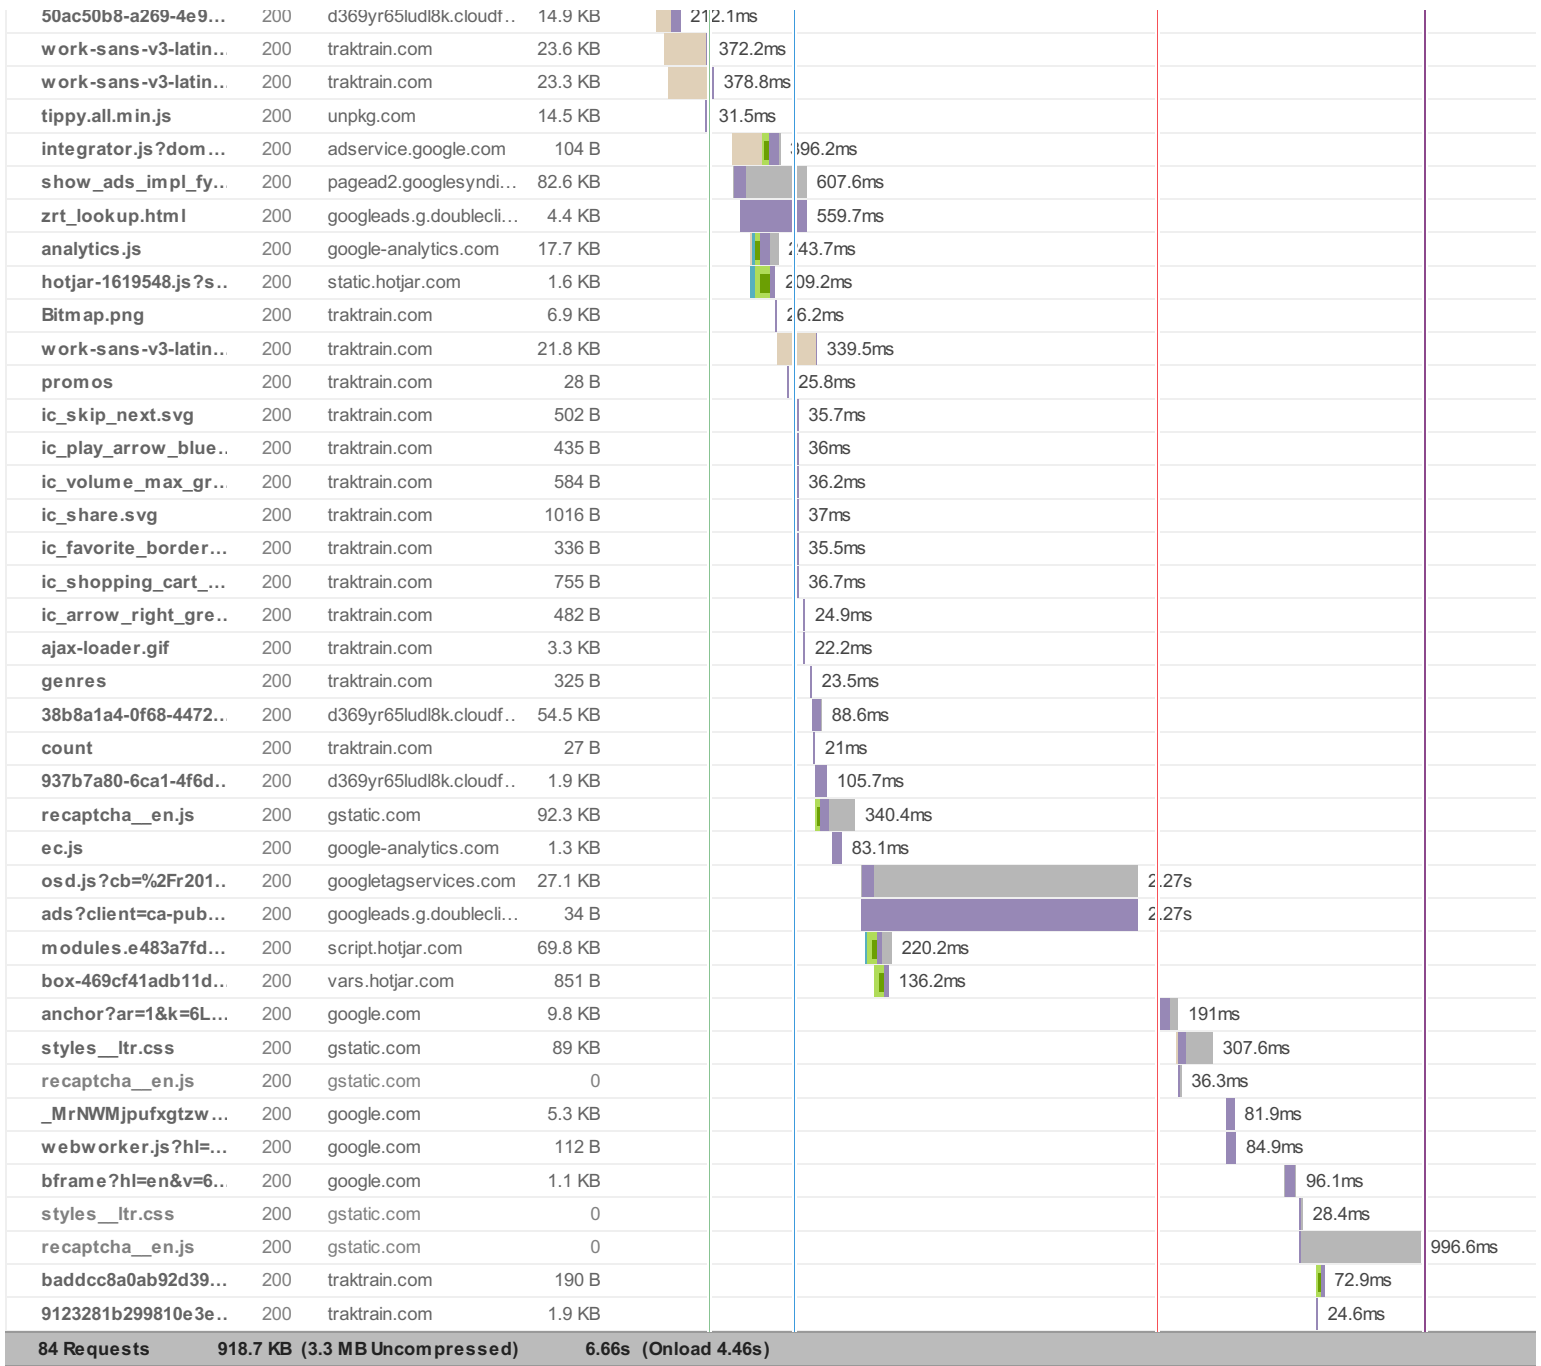 50ac50b8-a269-4e9... 200 d369yr65ludl8k.cloudf.. 14.9 KB 212.1ms
work-sans-v3-latin.. 200 traktrain.com 23.6 KB 372.2ms
work-sans-v3-latin.. 200 traktrain.com 23.3 KB 378.8ms
tippy.all.min.js 200 unpkg.com 14.5 KB 31.5ms
integrator.js?dom... 200 adservice.google.com 104 B 396.2ms
show_ads_impl_fy... 200 pagead2.googlesyndi... 82.6 KB 607.6ms
zrt_lookup.html 200 googleads.g.doublecli... 4.4 KB 559.7ms
analytics.js 200 google-analytics.com 17.7 KB 243.7ms
hotjar-1619548.js?s.. 200 static.hotjar.com 1.6 KB 209.2ms
Bitmap.png 200 traktrain.com 6.9 KB 26.2ms
work-sans-v3-latin... 200 traktrain.com 21.8 KB 339.5ms
promos 200 traktrain.com 28 B 25.8ms
ic_skip_next.svg 200 traktrain.com 502 B 35.7ms
ic_play_arrow_blue.. 200 traktrain.com 435 B 36ms
ic_volume_max_gr... 200 traktrain.com 584 B 36.2ms
ic_share.svg 200 traktrain.com 1016 B 37ms
ic_favorite_border... 200 traktrain.com 336 B 35.5ms
ic_shopping_cart_... 200 traktrain.com 755 B 36.7ms
ic_arrow_right_gre.. 200 traktrain.com 482 B 24.9ms
ajax-loader.gif 200 traktrain.com 3.3 KB 22.2ms
genres 200 traktrain.com 325 B 23.5ms
38b8a1a4-0f68-4472.. 200 d369yr65ludl8k.cloudf.. 54.5 KB 88.6ms
count 200 traktrain.com 27 B 21ms
937b7a80-6ca1-4f6d.. 200 d369yr65ludl8k.cloudf.. 1.9 KB 105.7ms
recaptcha__en.js 200 gstatic.com 92.3 KB 340.4ms
ec.js 200 google-analytics.com 1.3 KB 83.1ms
osd.js?cb=%2Fr201.. 200 googletagservices.com 27.1 KB 2.27s
ads?client=ca-pub... 200 googleads.g.doublecli... 34 B 2.27s
modules.e483a7fd... 200 script.hotjar.com 69.8 KB 220.2ms
box-469cf41adb11d.. 200 vars.hotjar.com 851 B 136.2ms
anchor?ar=1&k=6L... 200 google.com 9.8 KB 191ms
styles__ltr.css 200 gstatic.com 89 KB 307.6ms
recaptcha__en.js 200 gstatic.com 0 36.3ms
_MrNWMjpufxgtzw... 200 google.com 5.3 KB 81.9ms
webworker.js?hl=... 200 google.com 112 B 84.9ms
bframe?hl=en&v=6.. 200 google.com 1.1 KB 96.1ms
styles__ltr.css 200 gstatic.com 0 28.4ms
recaptcha__en.js 200 gstatic.com 0 996.6ms
baddcc8a0ab92d39... 200 traktrain.com 190 B 72.9ms
9123281b299810e3e.. 200 traktrain.com 1.9 KB 24.6ms
84 Requests 918.7 KB (3.3 MB Uncompressed) 6.66s (Onload 4.46s)